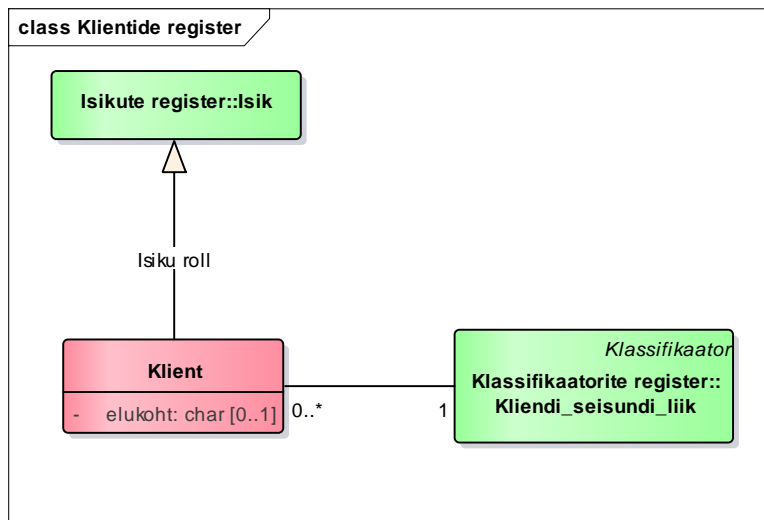 class Klientide register
Isikute register::Isik
Isiku roll
Klient
- elukoht: char [0..1]
0..*
1
Klassifikaator
Klassifikaatorite register::
Kliendi_seisundi_liik